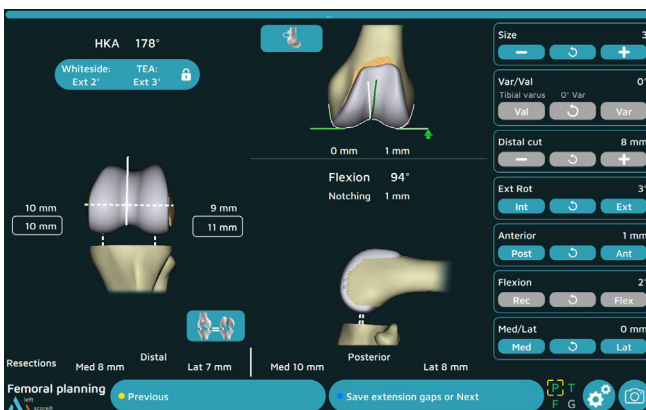 HKA 178°
Whiteside: TEA:
Ext 2° Ext 3°
10 mm 9 mm
10 mm 11 mm
0 mm 1 mm
Flexion 94°
Notching 1 mm
Size 3
Var/Val 0°
Tibial varus 0° Var
Val Var
Distal cut 8 mm
Ext Rot 3°
Int Ext
Anterior 1 mm
Post Ant
Flexion 2°
Rec Flex
Med/Lat 0 mm
Med Lat
Distal
Resections Med 8 mm Lat 7 mm
Posterior
Med 10 mm Lat 8 mm
Femoral planning
left
score®
Previous
Save extension gaps or Next
P T
F G